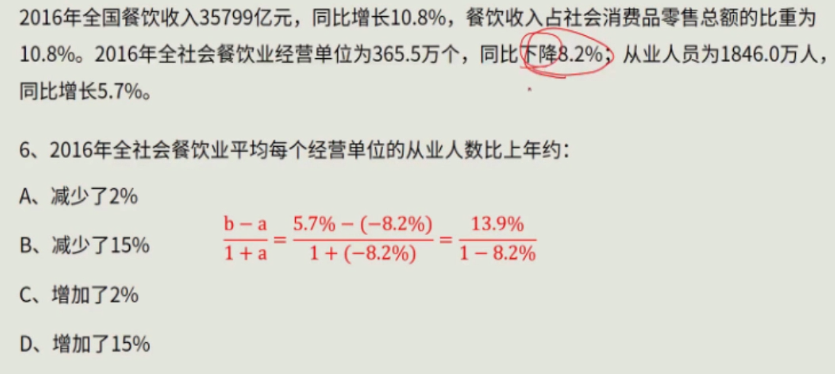 2016年全国餐饮收入35799亿元，同比增长10.8%，餐饮收入占社会消费品零售总额的比重为
10.8%。2016年全社会餐饮业经营单位为365.5万个，同比下降8.2%；从业人员为1846.0万人，
同比增长5.7%。
6、2016年全社会餐饮业平均每个经营单位的从业人数比上年约：
A、减少了2%
B、减少了15%
C、增加了2%
D、增加了15%
b－a / 1＋a = 5.7%－(－8.2%) / 1＋(－8.2%) = 13.9% / 1－8.2%